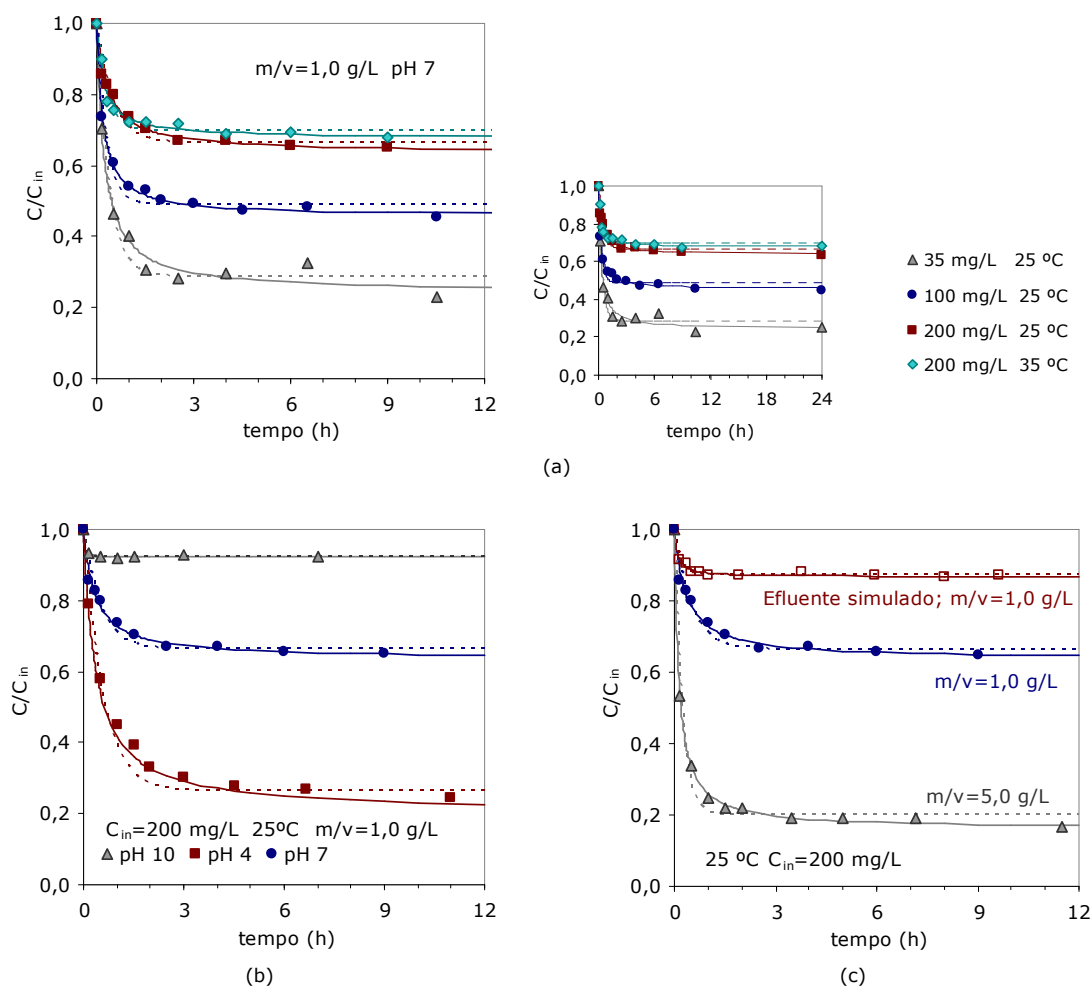 m/v=1,0 g/L pH 7
C/C in
1,0
0,8
0,6
0,4
0,2
0,0
0 3 6 9 12
tempo (h)
C/C in
1,0
0,8
0,6
0,4
0,2
0,0
0 6 12 18 24
tempo (h)
35 mg/L 25 ºC
100 mg/L 25 ºC
200 mg/L 25 ºC
200 mg/L 35 ºC
(a)
C/C in
1,0
0,8
0,6
0,4
0,2
0,0
C in=200 mg/L 25ºC m/v=1,0 g/L
pH 10 pH 4 pH 7
0 3 6 9 12
tempo (h)
(b)
C/C in
1,0
0,8
0,6
0,4
0,2
0,0
Efluente simulado; m/v=1,0 g/L
m/v=1,0 g/L
m/v=5,0 g/L
25 ºC C in=200 mg/L
0 3 6 9 12
tempo (h)
(c)